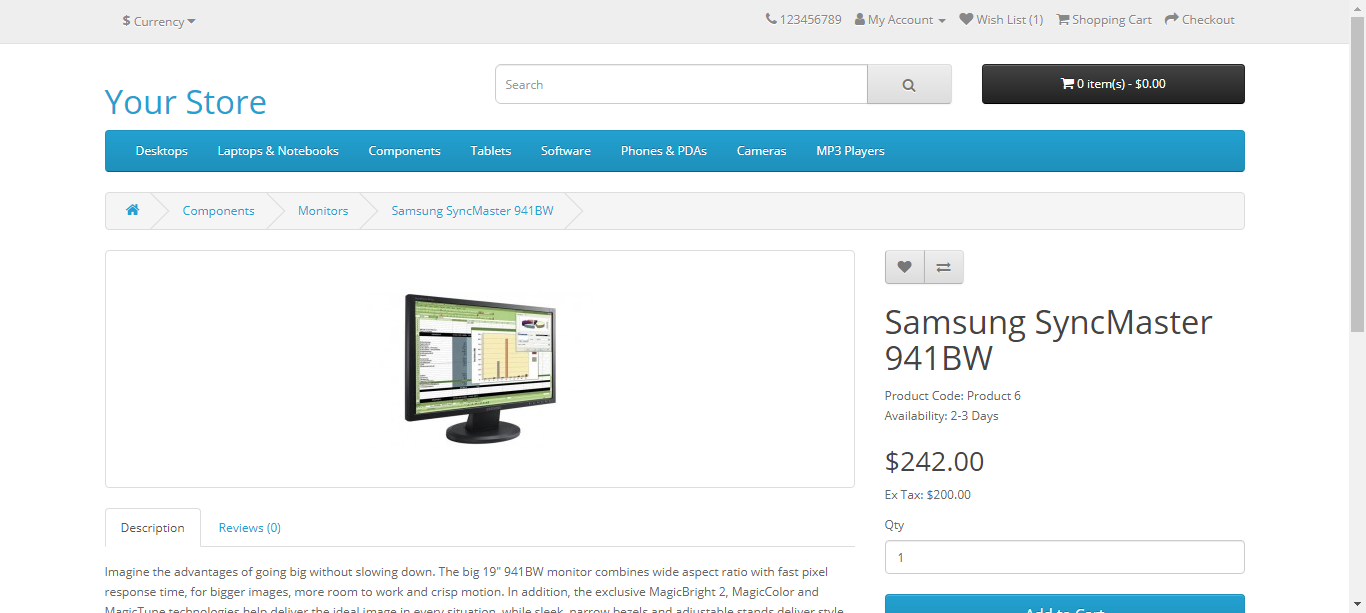 $ Currency
123456789 My Account Wish List (1) Shopping Cart Checkout
Your Store
Search
0 item(s) - $0.00
Desktops Laptops & Notebooks Components Tablets Software Phones & PDAs Cameras MP3 Players
Components Monitors Samsung SyncMaster 941BW
Samsung SyncMaster
941BW
Product Code: Product 6
Availability: 2-3 Days
$242.00
Ex Tax: $200.00
Qty
1
Add to Cart
Description Reviews (0)
Imagine the advantages of going big without slowing down. The big 19" 941BW monitor combines wide aspect ratio with fast pixel
response time, for bigger images, more room to work and crisp motion. In addition, the exclusive MagicBright 2, MagicColor and
MagicTune technologies help deliver the ideal image in every situation, while sleek, narrow bezels and adjustable stands deliver style